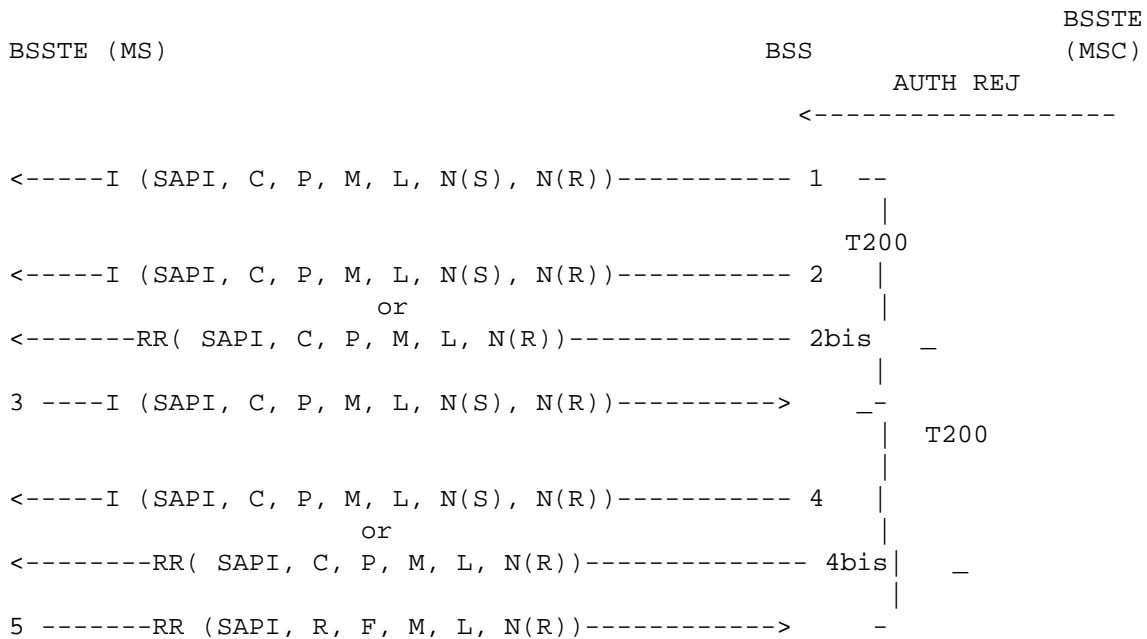 BSSTE
BSSTE (MS) BSS (MSC)
AUTH REJ
<-------------------
<-----I (SAPI, C, P, M, L, N(S), N(R))----------- 1 --
|
T200
<-----I (SAPI, C, P, M, L, N(S), N(R))----------- 2 |
or |
<-------RR( SAPI, C, P, M, L, N(R))-------------- 2bis _
|
3 ----I (SAPI, C, P, M, L, N(S), N(R))----------> _-
| T200
|
<-----I (SAPI, C, P, M, L, N(S), N(R))----------- 4 |
or |
<--------RR( SAPI, C, P, M, L, N(R))-------------- 4bis| _
|
5 -------RR (SAPI, R, F, M, L, N(R))------------> -